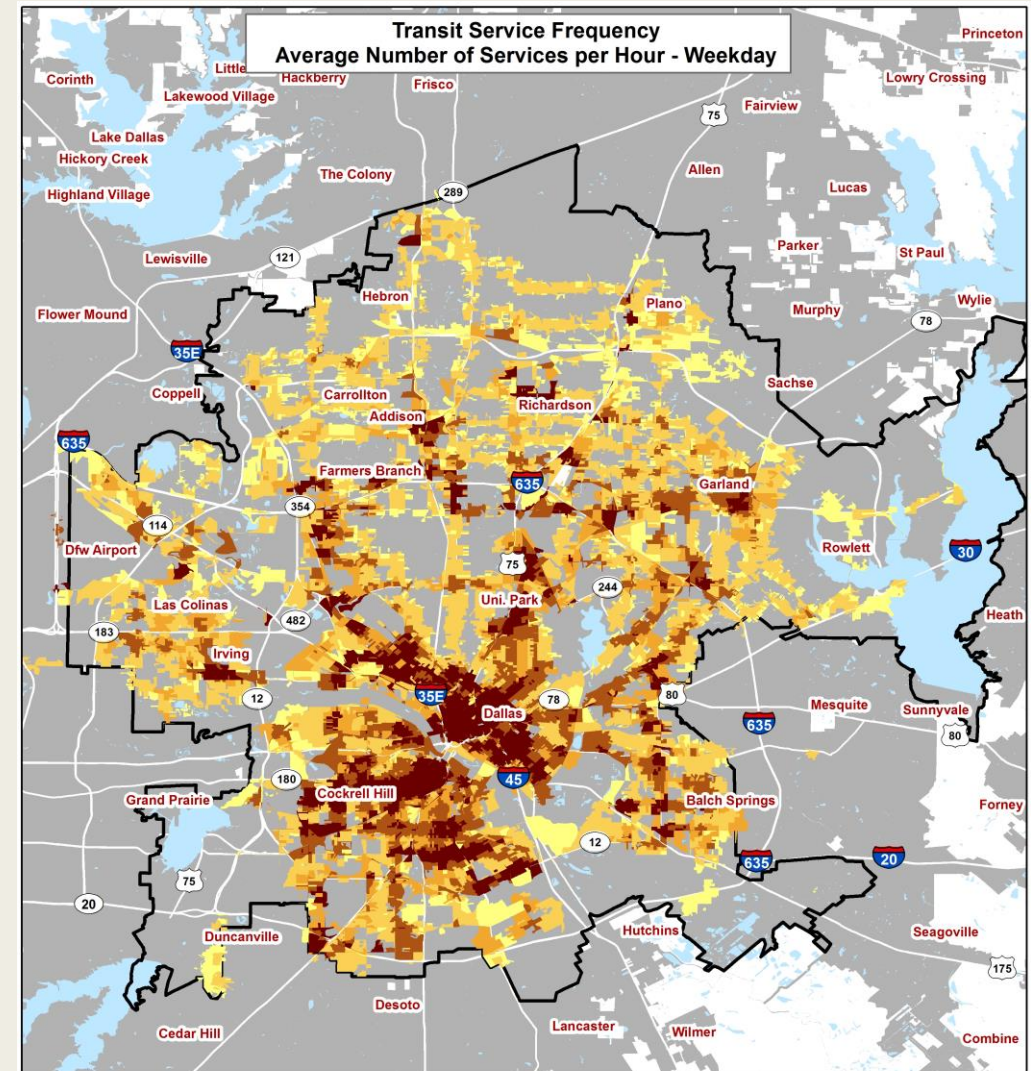 Transit Service Frequency
Average Number of Services per Hour - Weekday
Princeton
Corinth
Little
Hackberry
Frisco
Lowry Crossing
Lakewood Village
Fairview
75
Lake Dallas
Hickory Creek
The Colony
Allen
Highland Village
289
Lucas
Parker
St Paul
Lewisville
121
Hebron
Plano
Wylie
Flower Mound
Murphy
78
35E
Coppell
Carrollton
Richardson
Sachse
Addison
635
Farmers Branch
635
Garland
354
114
Dfw Airport
75
Rowlett
30
244
Las Colinas
Uni. Park
482
Heath
183
Irving
12
35E
78
80
Dallas
Mesquite
Sunnyvale
635
80
180
45
Grand Prairie
Cockrell Hill
Balch Springs
Forney
12
635
20
75
20
Duncanville
Hutchins
Seagoville
175
Desoto
Cedar Hill
Lancaster
Wilmer
Combine